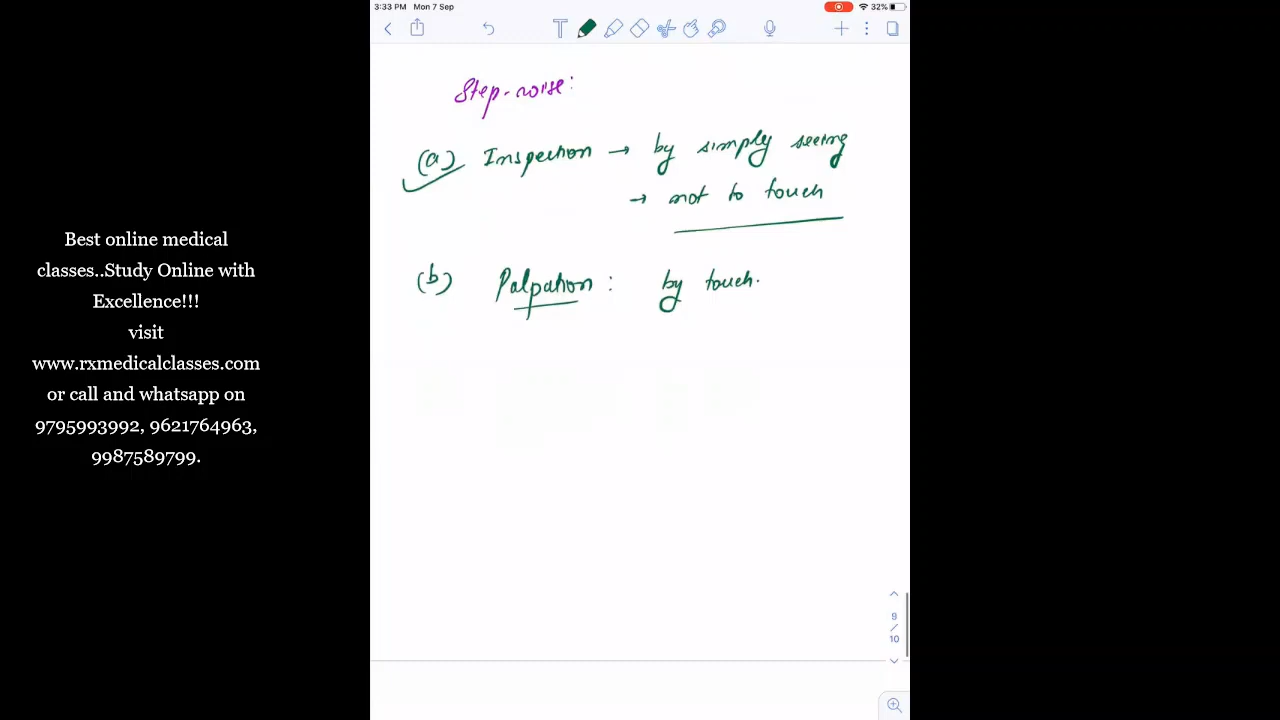 3:33 PM Mon 7 Sep
32%
Step-wise:
(a) Inspection → by simply seeing
→ not to touch
(b) Palpation : by touch.
Best online medical
classes..Study Online with
Excellence!!!
visit
www.rxmedicalclasses.com
or call and whatsapp on
9795993992, 9621764963,
9987589799.
9
/
10